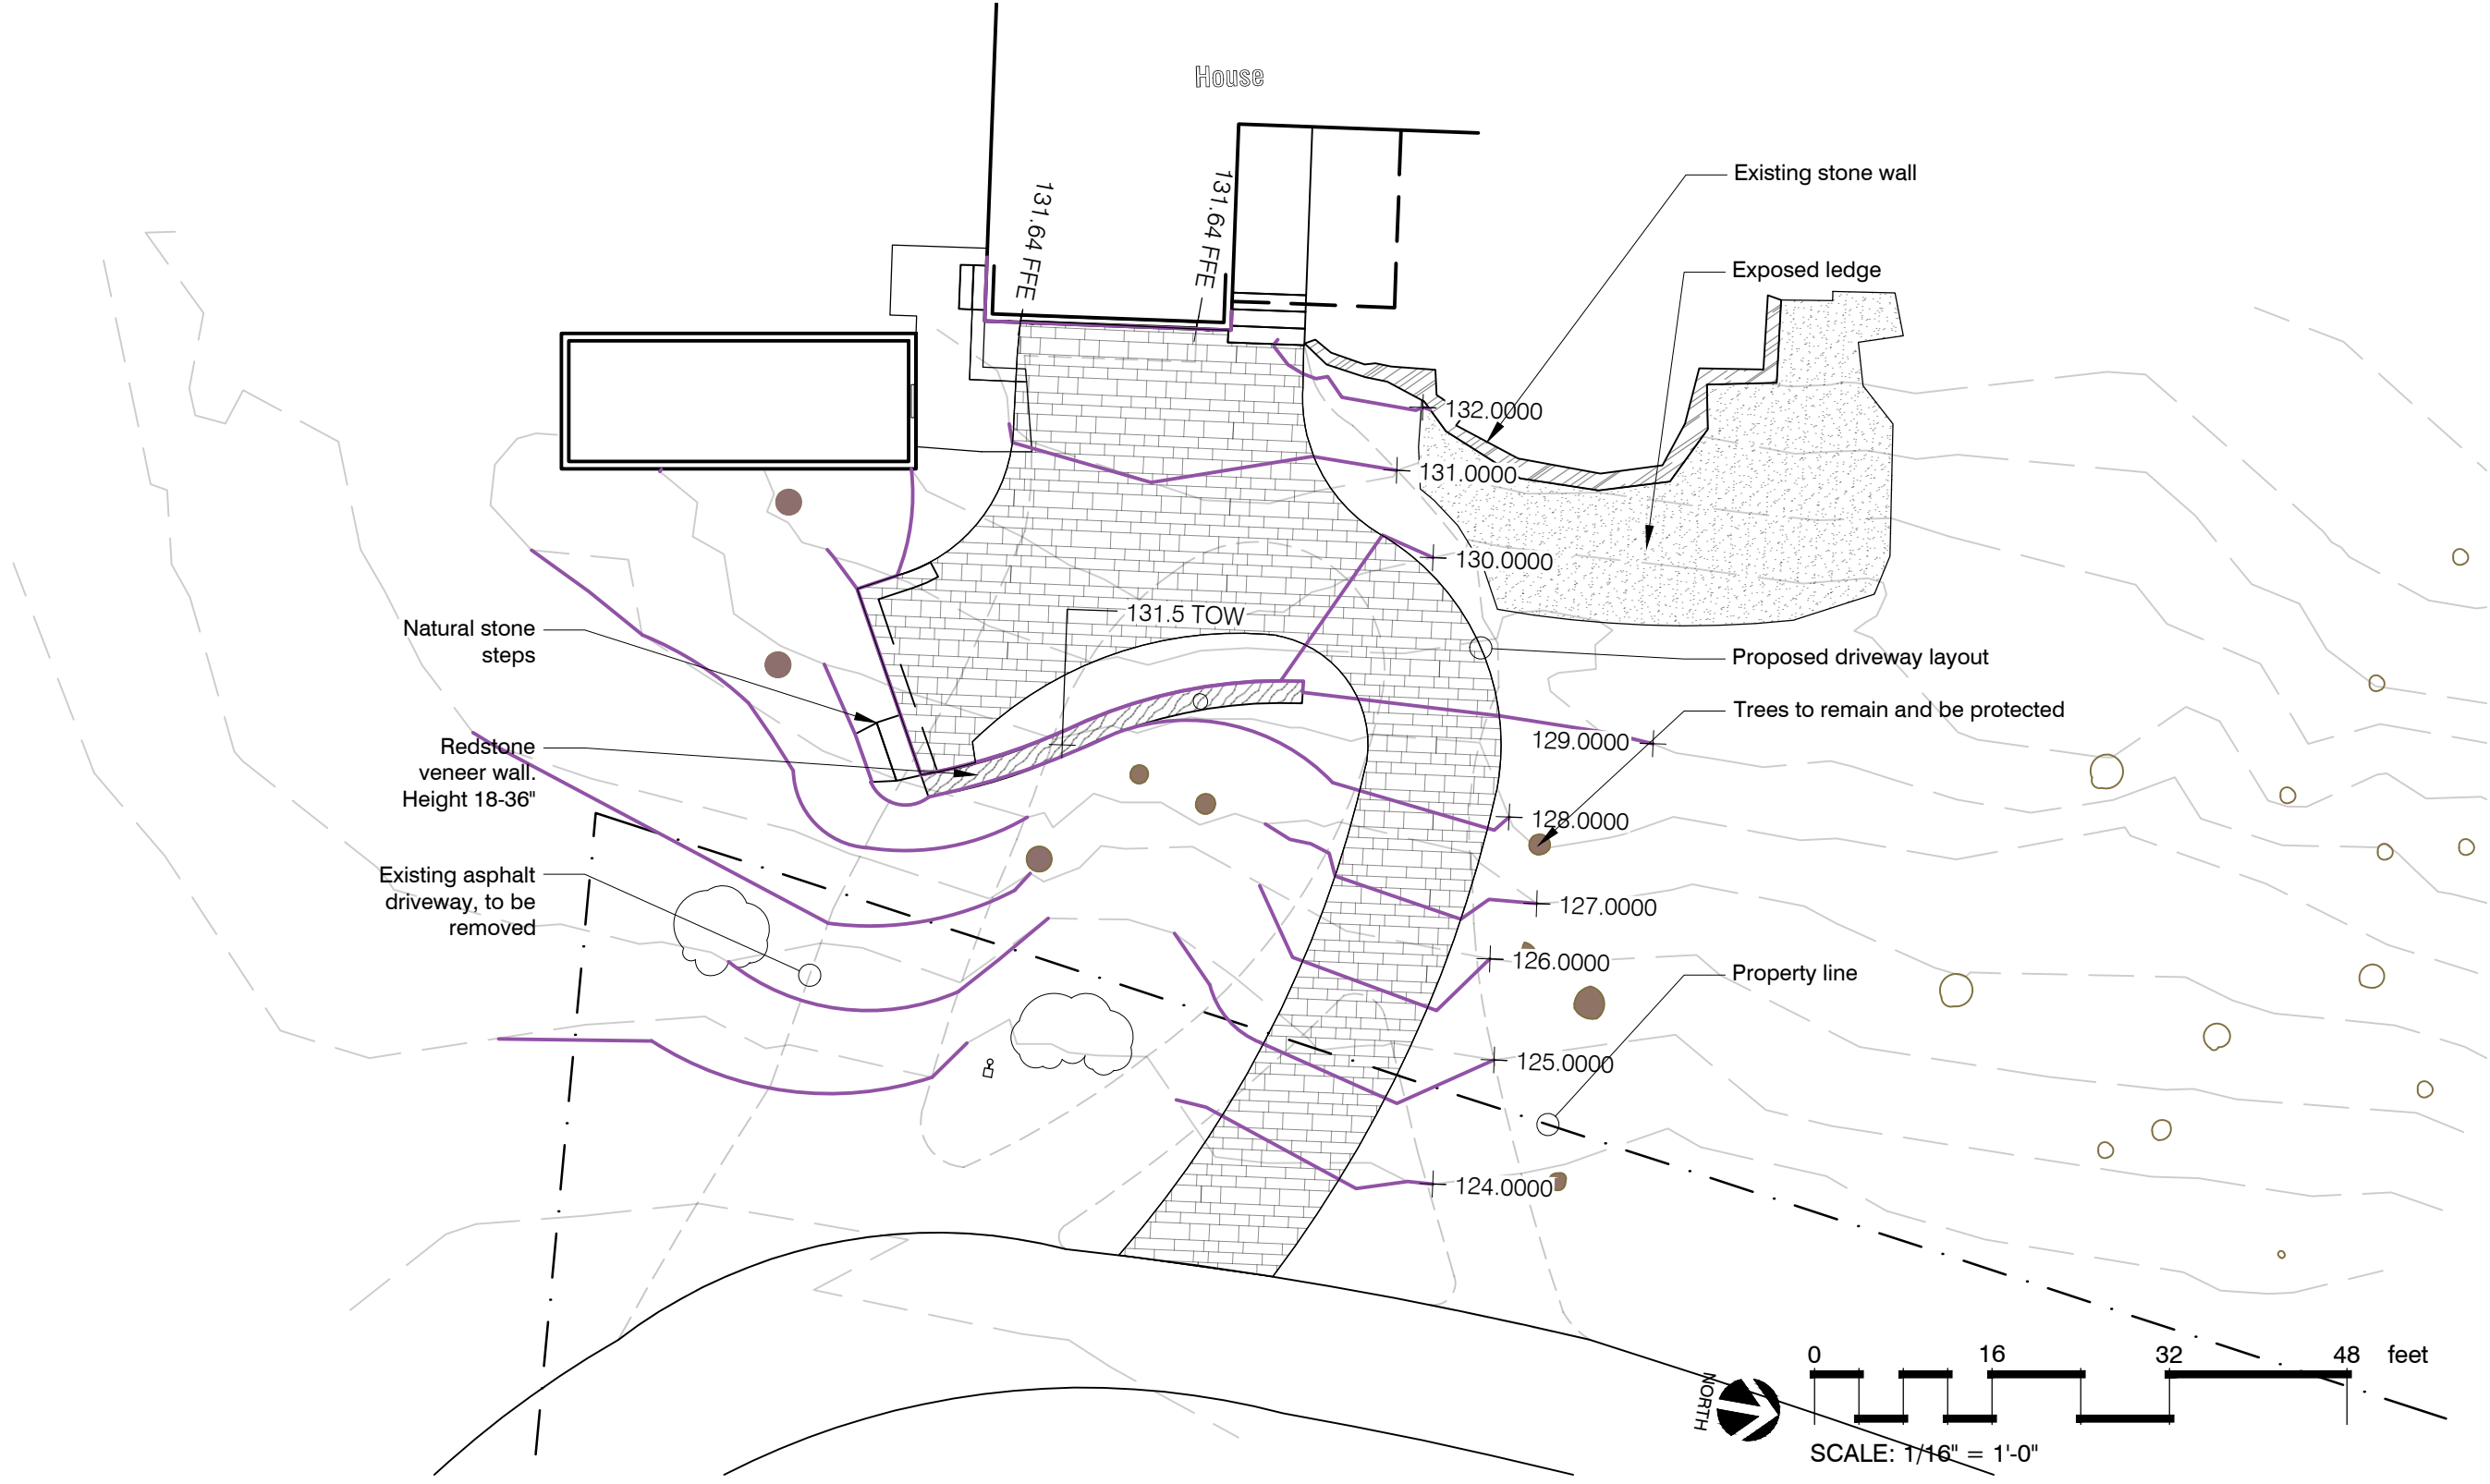 House
131.64 FFE
131.64 FFE
Existing stone wall
Exposed ledge
132.0000
131.0000
130.0000
131.5 TOW
Natural stone
steps
Proposed driveway layout
Trees to remain and be protected
129.0000
Redstone
veneer wall.
Height 18-36"
128.0000
Existing asphalt
driveway, to be
removed
127.0000
126.0000
Property line
125.0000
124.0000
0 16 32 48 feet
NORTH
SCALE: 1/16" = 1'-0"